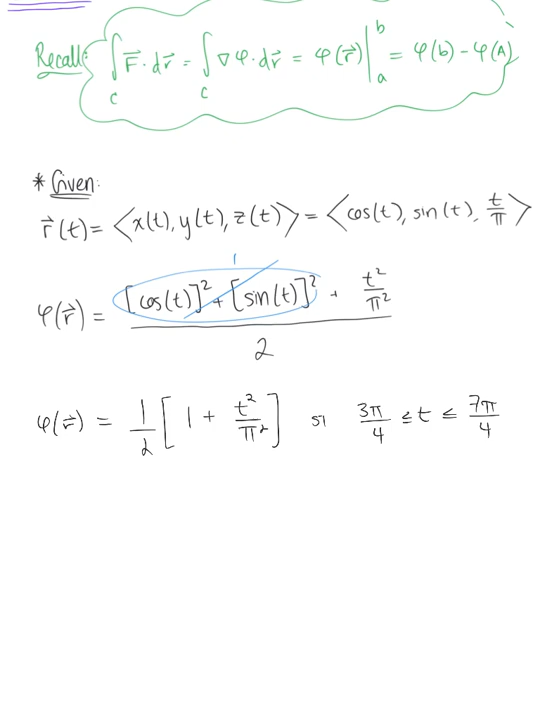 Recall: ∫_C F⃗ · dr⃗ = ∫_C ∇φ · dr⃗ = φ(r⃗) |_a^b = φ(b) - φ(A)
* Given:
r⃗(t) = <x(t), y(t), z(t)> = <cos(t), sin(t), t/π>
1
φ(r⃗) = ([cos(t)]² + [sin(t)]² + t²/π²) / 2
φ(r⃗) = 1/2 [1 + t²/π²] si 3π/4 ≤ t ≤ 7π/4